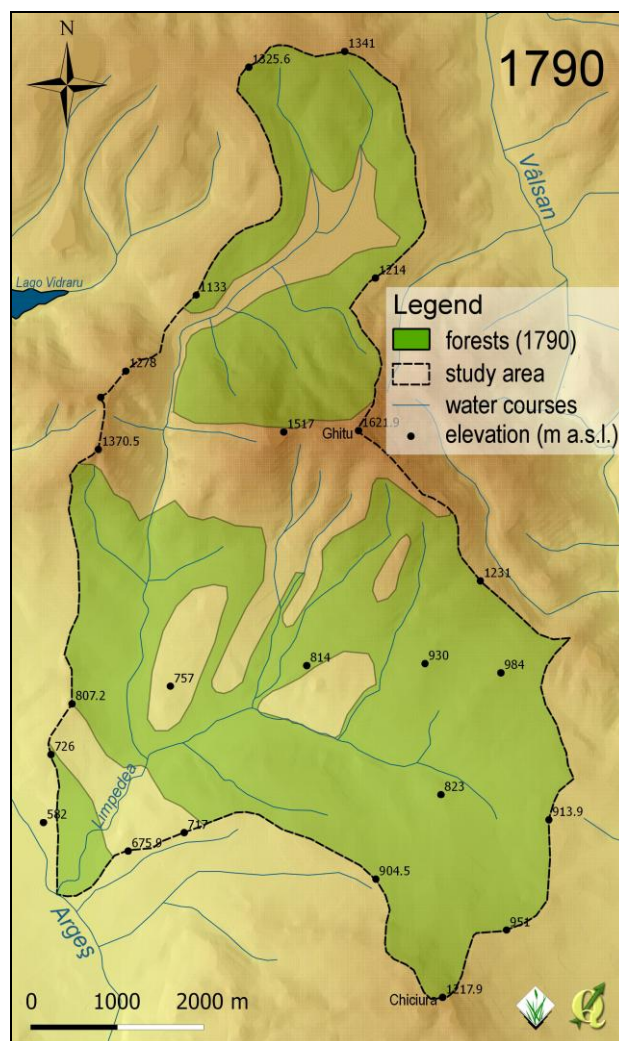 N
1790
1325.6
1341
Vâlsan
Lago Vidraru
1133
1214
Legend
forests (1790)
study area
water courses
elevation (m a.s.l.)
1278
1517
Ghitu
1621.9
1370.5
1231
814
930
984
757
807.2
726
Limpedea
582
823
717
675.9
913.9
904.5
Argeş
951
Chiciura
1217.9
0 1000 2000 m